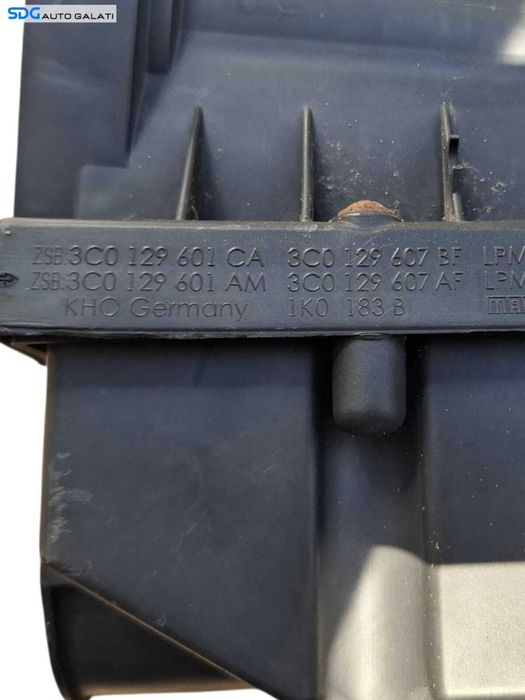 SDG AUTO GALATI
ZSB:3C0 129 601 CA 3C0 129 607 BF LPM
ZSB:3C0 129 601 AM 3C0 129 607 AF LPM
KHO Germany 1K0 183 B